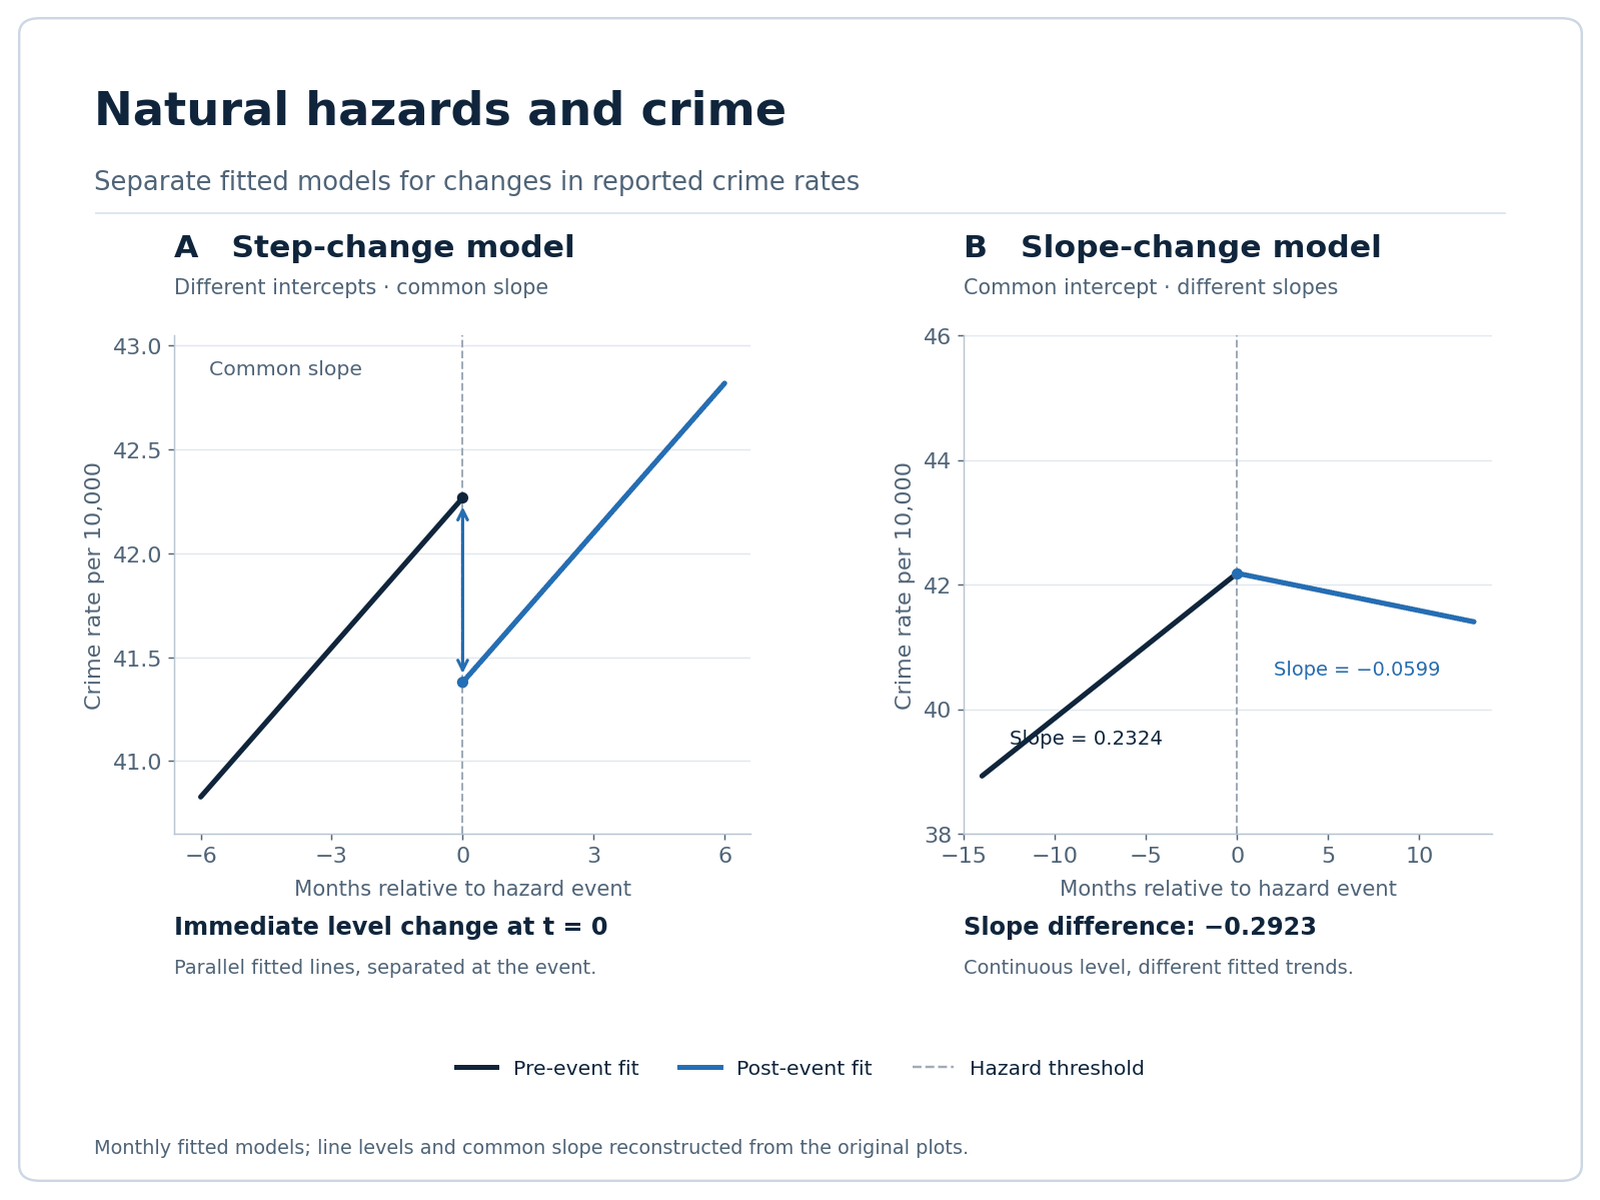 Natural hazards and crime
Separate fitted models for changes in reported crime rates
A Step-change model
Different intercepts · common slope
43.0
42.5
42.0
41.5
41.0
Crime rate per 10,000
Common slope
−6
−3
0
3
6
Months relative to hazard event
Immediate level change at t = 0
Parallel fitted lines, separated at the event.
B Slope-change model
Common intercept · different slopes
46
44
42
40
38
Crime rate per 10,000
Slope = −0.0599
Slope = 0.2324
−15
−10
−5
0
5
10
Months relative to hazard event
Slope difference: −0.2923
Continuous level, different fitted trends.
Pre-event fit
Post-event fit
Hazard threshold
Monthly fitted models; line levels and common slope reconstructed from the original plots.